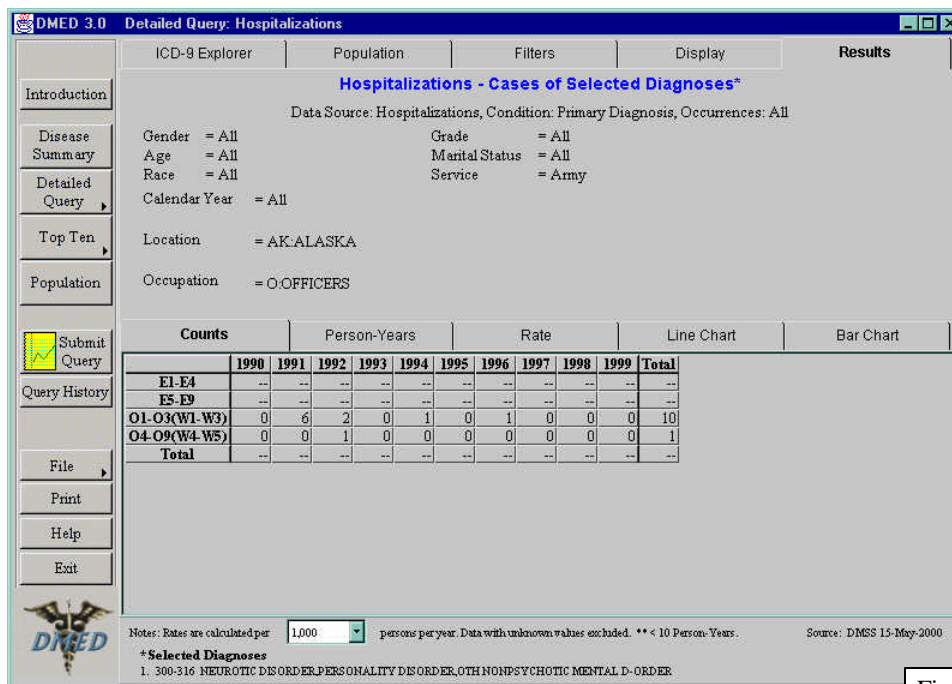 DMED 3.0 Detailed Query: Hospitalizations
ICD-9 Explorer Population Filters Display Results
Introduction
Disease Summary
Detailed Query
Top Ten
Population
Submit Query
Query History
File
Print
Help
Exit
DMED
Hospitalizations - Cases of Selected Diagnoses*
Data Source: Hospitalizations, Condition: Primary Diagnosis, Occurrences: All
Gender = All Grade = All
Age = All Marital Status = All
Race = All Service = Army
Calendar Year = All
Location = AK:ALASKA
Occupation = O:OFFICERS
Counts Person-Years Rate Line Chart Bar Chart
1990 1991 1992 1993 1994 1995 1996 1997 1998 1999 Total
E1-E4 -- -- -- -- -- -- -- -- -- -- --
E5-E9 -- -- -- -- -- -- -- -- -- -- --
O1-O3(W1-W3) 0 6 2 0 1 0 1 0 0 0 10
O4-O9(W4-W5) 0 0 1 0 0 0 0 0 0 0 1
Total -- -- -- -- -- -- -- -- -- -- --
Notes: Rates are calculated per 1,000 persons per year. Data with unknown values excluded. ** < 10 Person-Years. Source: DMSS 15-May-2000
*Selected Diagnoses
1. 300-316 NEUROTIC DISORDER,PERSONALITY DISORDER,OTH NONPSYCHOTIC MENTAL D-ORDER